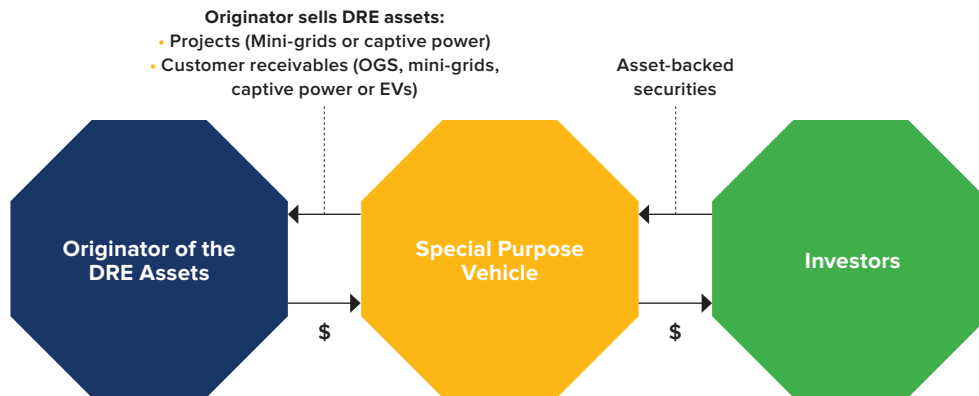 Originator sells DRE assets:
• Projects (Mini-grids or captive power)
• Customer receivables (OGS, mini-grids,
captive power or EVs)
Asset-backed
securities
Originator of the
DRE Assets
Special Purpose
Vehicle
Investors
$
$